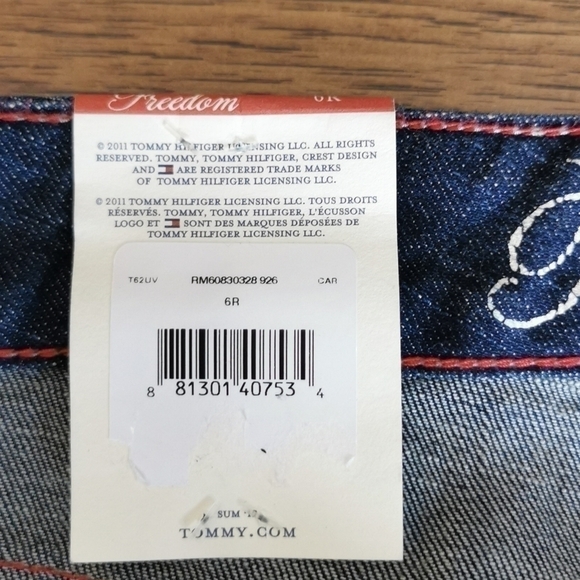 Freedom 6R
© 2011 TOMMY HILFIGER LICENSING LLC. ALL RIGHTS
RESERVED. TOMMY, TOMMY HILFIGER, CREST DESIGN
AND ARE REGISTERED TRADE MARKS
OF TOMMY HILFIGER LICENSING LLC.
© 2011 TOMMY HILFIGER LICENSING LLC. TOUS DROITS
RÉSERVÉS. TOMMY, TOMMY HILFIGER, L'ÉCUSSON
LOGO ET SONT DES MARQUES DÉPOSÉES DE
TOMMY HILFIGER LICENSING LLC.
T62UV RM60830328 926 CAR
6R
8 81301 40753 4
SUM
TOMMY.COM